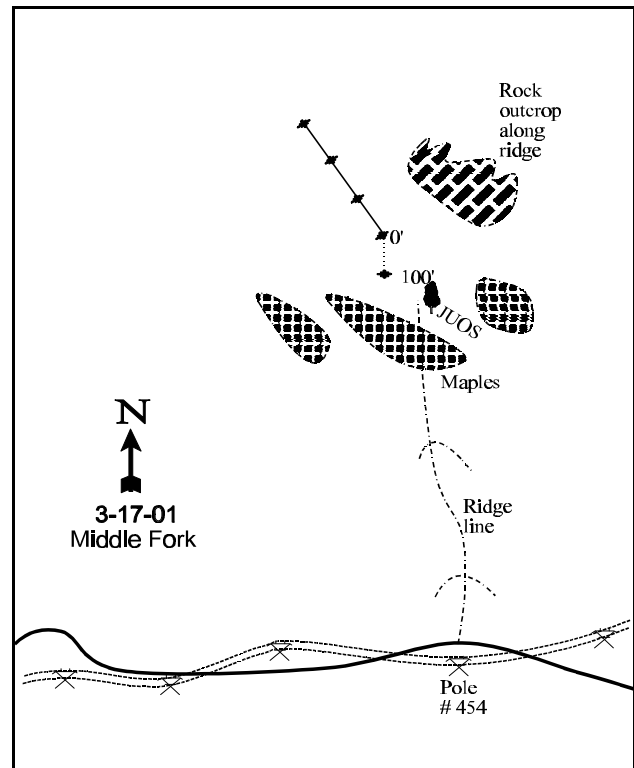 Rock
outcrop
along
ridge
0'
100'
JUOS
Maples
N
3-17-01
Middle Fork
Ridge
line
Pole
# 454